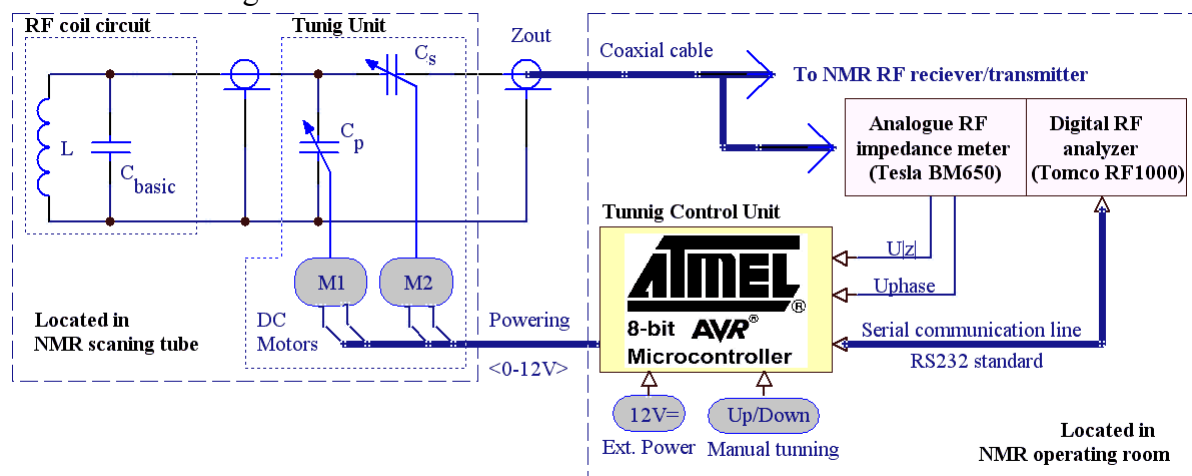 RF coil circuit
Tunig Unit
L
C basic
C s
C p
Zout
Coaxial cable
To NMR RF reciever/transmitter
Analogue RF
impedance meter
(Tesla BM650)
Digital RF
analyzer
(Tomco RF1000)
Tunnig Control Unit
ATMEL
®
8-bit AVR®
Microcontroller
U|z|
Uphase
Serial communication line
RS232 standard
M1
M2
DC
Motors
Powering
<0-12V>
Located in
NMR scaning tube
12V=
Ext. Power
Up/Down
Manual tunning
Located in
NMR operating room